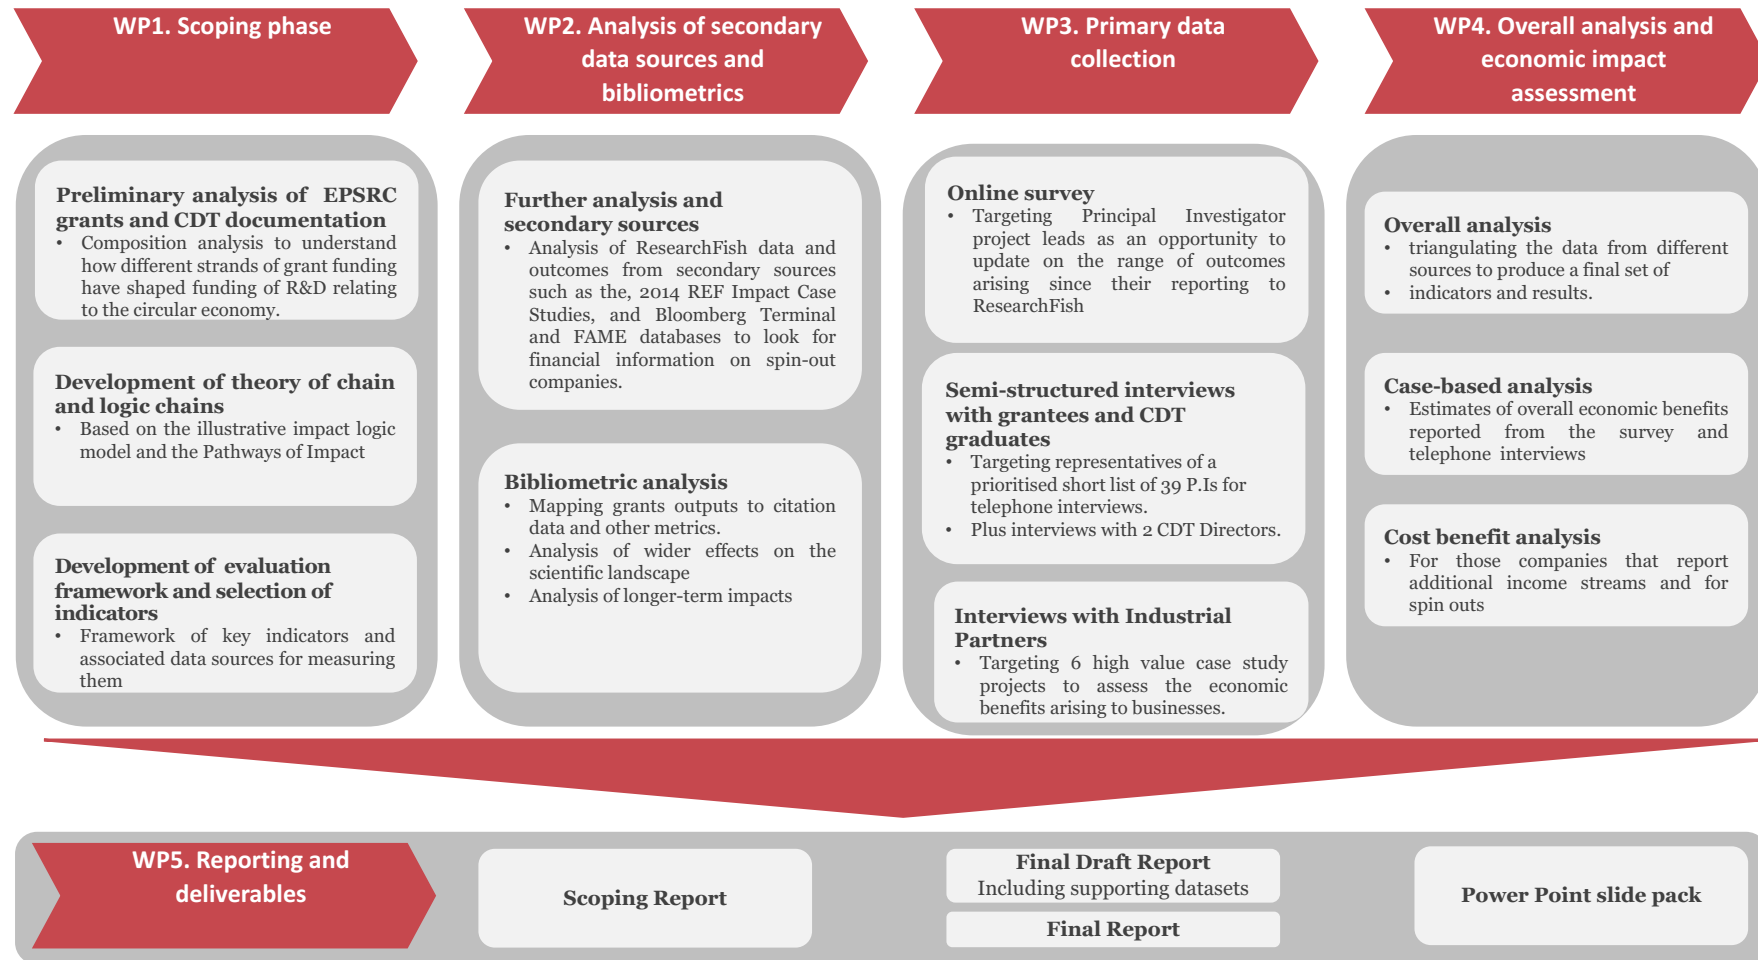 WP1. Scoping phase
WP2. Analysis of secondary
data sources and
bibliometrics
WP3. Primary data
collection
WP4. Overall analysis and
economic impact
assessment
Preliminary analysis of EPSRC
grants and CDT documentation
• Composition analysis to understand
how different strands of grant funding
have shaped funding of R&D relating
to the circular economy.
Development of theory of chain
and logic chains
• Based on the illustrative impact logic
model and the Pathways of Impact
Development of evaluation
framework and selection of
indicators
• Framework of key indicators and
associated data sources for measuring
them
Further analysis and
secondary sources
• Analysis of ResearchFish data and
outcomes from secondary sources
such as the, 2014 REF Impact Case
Studies, and Bloomberg Terminal
and FAME databases to look for
financial information on spin-out
companies.
Bibliometric analysis
• Mapping grants outputs to citation
data and other metrics.
• Analysis of wider effects on the
scientific landscape
• Analysis of longer-term impacts
Online survey
• Targeting Principal Investigator
project leads as an opportunity to
update on the range of outcomes
arising since their reporting to
ResearchFish
Semi-structured interviews
with grantees and CDT
graduates
• Targeting representatives of a
prioritised short list of 39 P.Is for
telephone interviews.
• Plus interviews with 2 CDT Directors.
Interviews with Industrial
Partners
• Targeting 6 high value case study
projects to assess the economic
benefits arising to businesses.
Overall analysis
• triangulating the data from different
sources to produce a final set of
• indicators and results.
Case-based analysis
• Estimates of overall economic benefits
reported from the survey and
telephone interviews
Cost benefit analysis
• For those companies that report
additional income streams and for
spin outs
WP5. Reporting and
deliverables
Scoping Report
Final Draft Report
Including supporting datasets
Final Report
Power Point slide pack